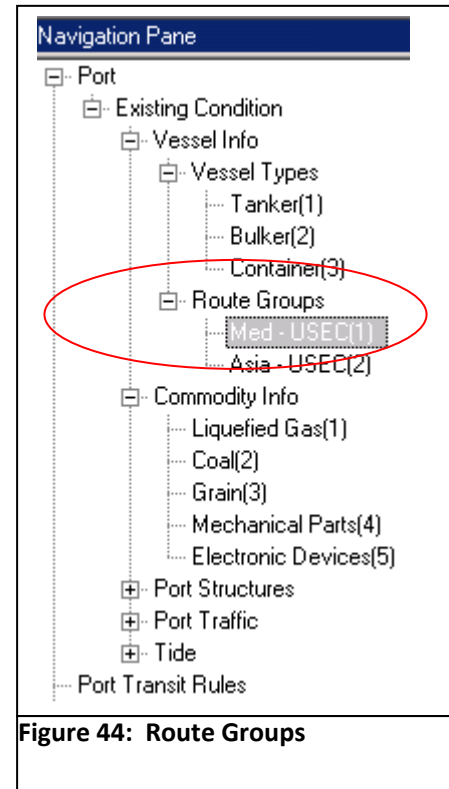 Navigation Pane
Port
Existing Condition
Vessel Info
Vessel Types
Tanker(1)
Bulker(2)
Container(3)
Route Groups
Med - USEC(1)
Asia - USEC(2)
Commodity Info
Liquefied Gas(1)
Coal(2)
Grain(3)
Mechanical Parts(4)
Electronic Devices(5)
Port Structures
Port Traffic
Tide
Port Transit Rules
Figure 44: Route Groups